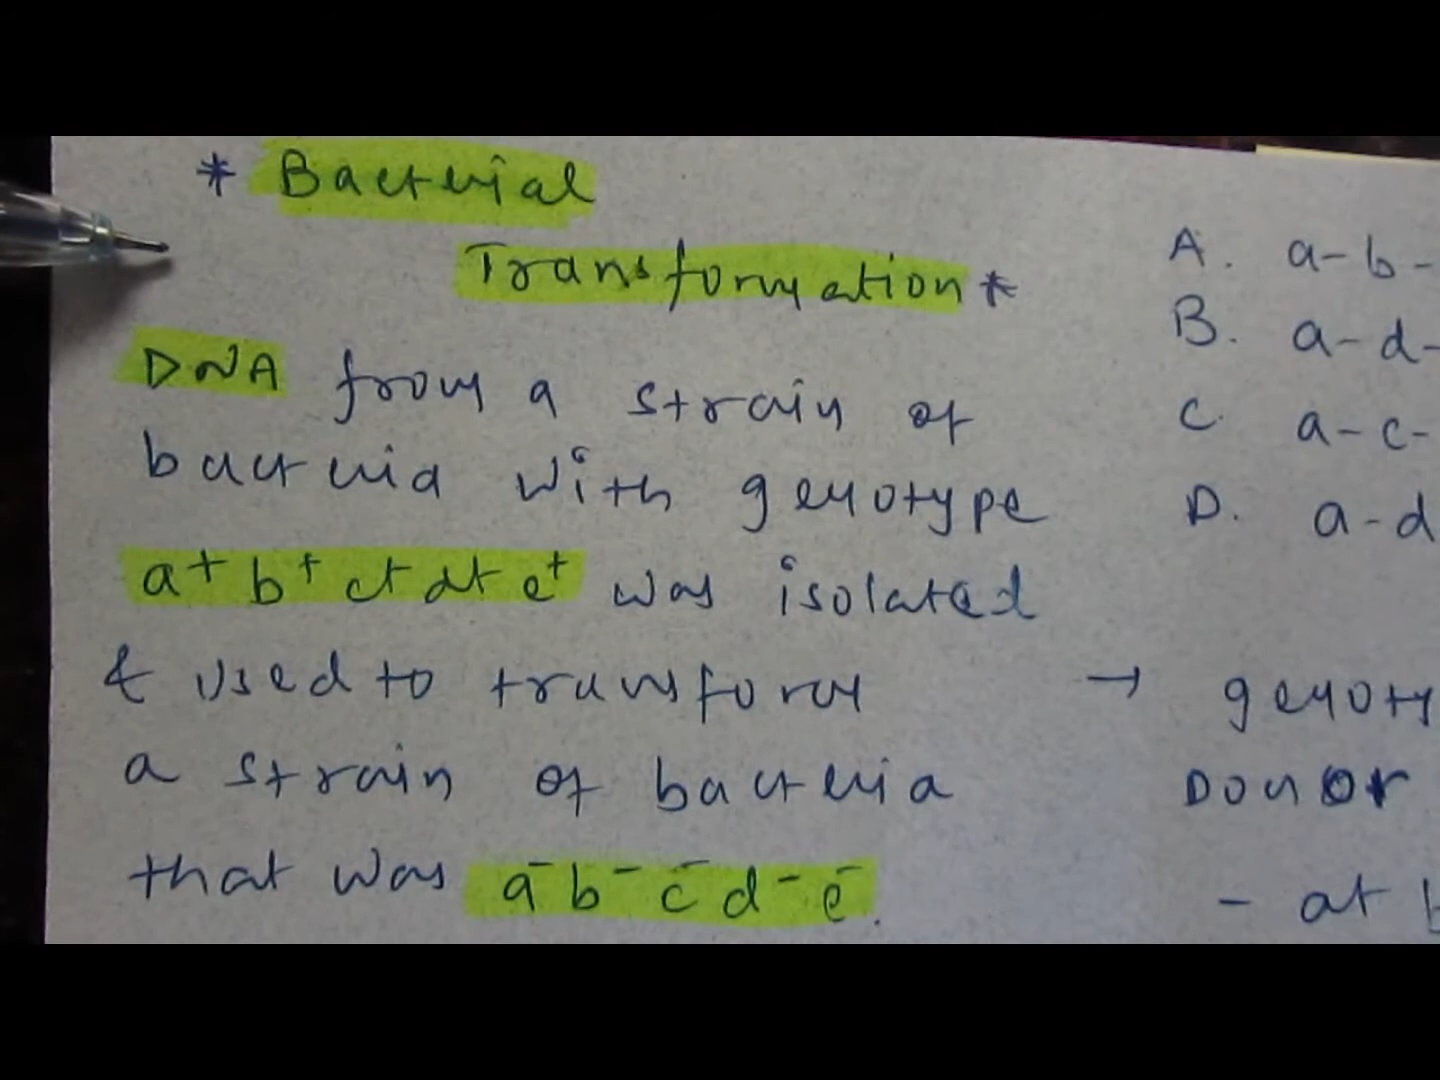 * Bacterial
Transformation *
DNA from a strain of
bacteria with genotype
a+ b+ c+ d+ e+ was isolated
& used to transform
a strain of bacteria
that was a- b- c- d- e-.
A. a-b-
B. a-d-
C. a-c-
D. a-d
→ genoty
Donor
- a+ b